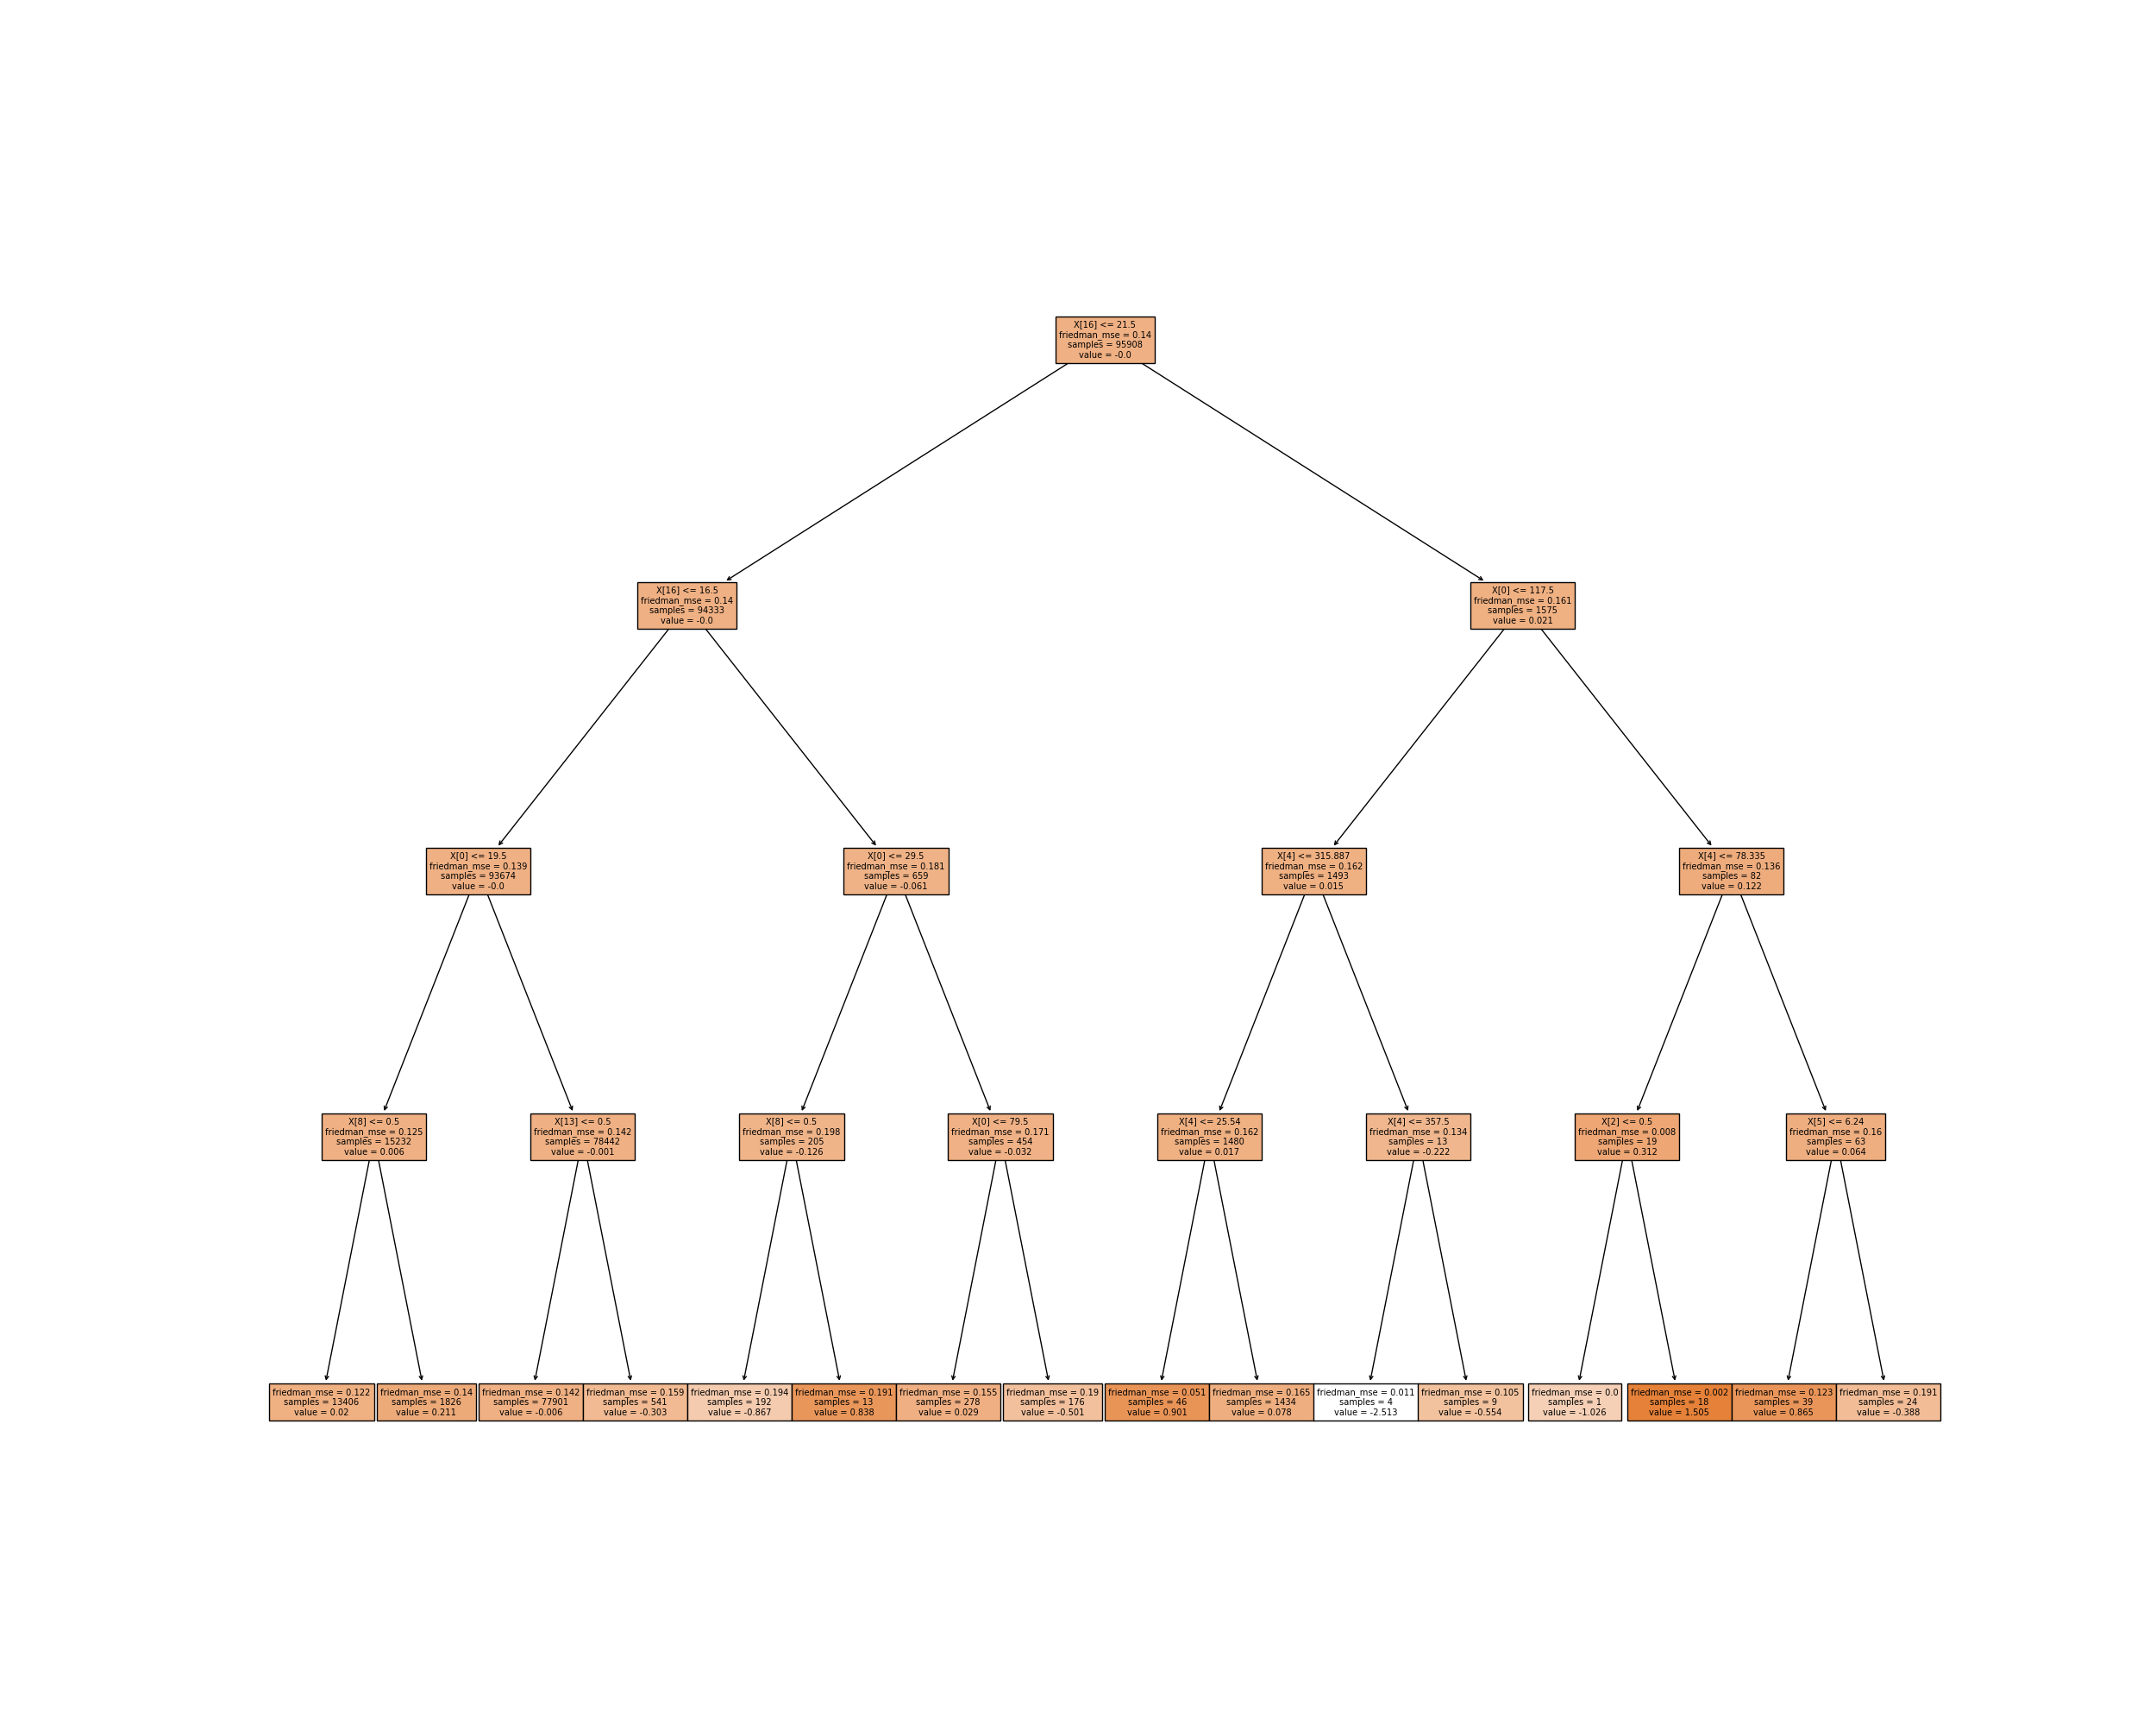 X[16] <= 21.5
friedman_mse = 0.14
samples = 95908
value = -0.0
X[16] <= 16.5
friedman_mse = 0.14
samples = 94333
value = -0.0
X[0] <= 117.5
friedman_mse = 0.161
samples = 1575
value = 0.021
X[0] <= 19.5
friedman_mse = 0.139
samples = 93674
value = -0.0
X[0] <= 29.5
friedman_mse = 0.181
samples = 659
value = -0.061
X[4] <= 315.887
friedman_mse = 0.162
samples = 1493
value = 0.015
X[4] <= 78.335
friedman_mse = 0.136
samples = 82
value = 0.122
X[8] <= 0.5
friedman_mse = 0.125
samples = 15232
value = 0.006
X[13] <= 0.5
friedman_mse = 0.142
samples = 78442
value = -0.001
X[8] <= 0.5
friedman_mse = 0.198
samples = 205
value = -0.126
X[0] <= 79.5
friedman_mse = 0.171
samples = 454
value = -0.032
X[4] <= 25.54
friedman_mse = 0.162
samples = 1480
value = 0.017
X[4] <= 357.5
friedman_mse = 0.134
samples = 13
value = -0.222
X[2] <= 0.5
friedman_mse = 0.008
samples = 19
value = 0.312
X[5] <= 6.24
friedman_mse = 0.16
samples = 63
value = 0.064
friedman_mse = 0.122
samples = 13406
value = 0.02
friedman_mse = 0.14
samples = 1826
value = 0.211
friedman_mse = 0.142
samples = 77901
value = -0.006
friedman_mse = 0.159
samples = 541
value = -0.303
friedman_mse = 0.194
samples = 192
value = -0.867
friedman_mse = 0.191
samples = 13
value = 0.838
friedman_mse = 0.155
samples = 278
value = 0.029
friedman_mse = 0.19
samples = 176
value = -0.501
friedman_mse = 0.051
samples = 46
value = 0.901
friedman_mse = 0.165
samples = 1434
value = 0.078
friedman_mse = 0.011
samples = 4
value = -2.513
friedman_mse = 0.105
samples = 9
value = -0.554
friedman_mse = 0.0
samples = 1
value = -1.026
friedman_mse = 0.002
samples = 18
value = 1.505
friedman_mse = 0.123
samples = 39
value = 0.865
friedman_mse = 0.191
samples = 24
value = -0.388